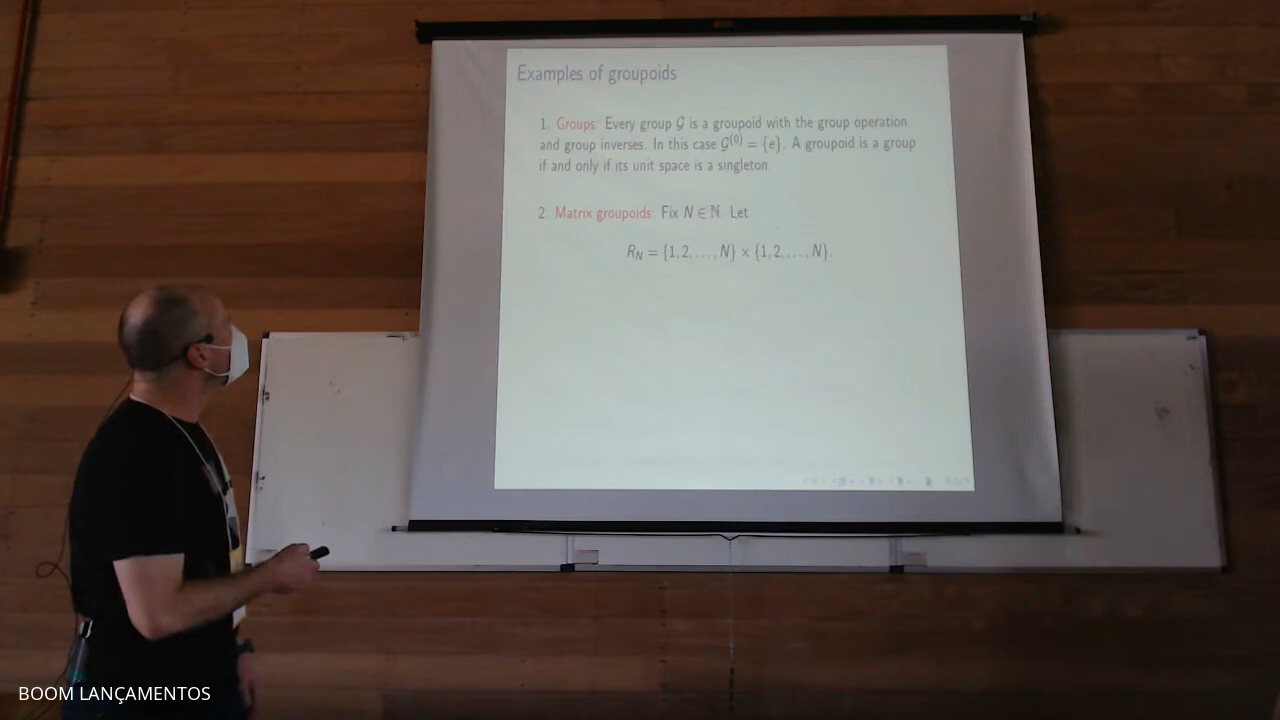 Examples of groupoids
1. Groups: Every group 𝒢 is a groupoid with the group operation
and group inverses. In this case 𝒢⁽⁰⁾ = {e}. A groupoid is a group
if and only if its unit space is a singleton.
2. Matrix groupoids: Fix N ∈ ℕ. Let
R_N = {1, 2, . . . , N} × {1, 2, . . . , N}.
BOOM LANÇAMENTOS